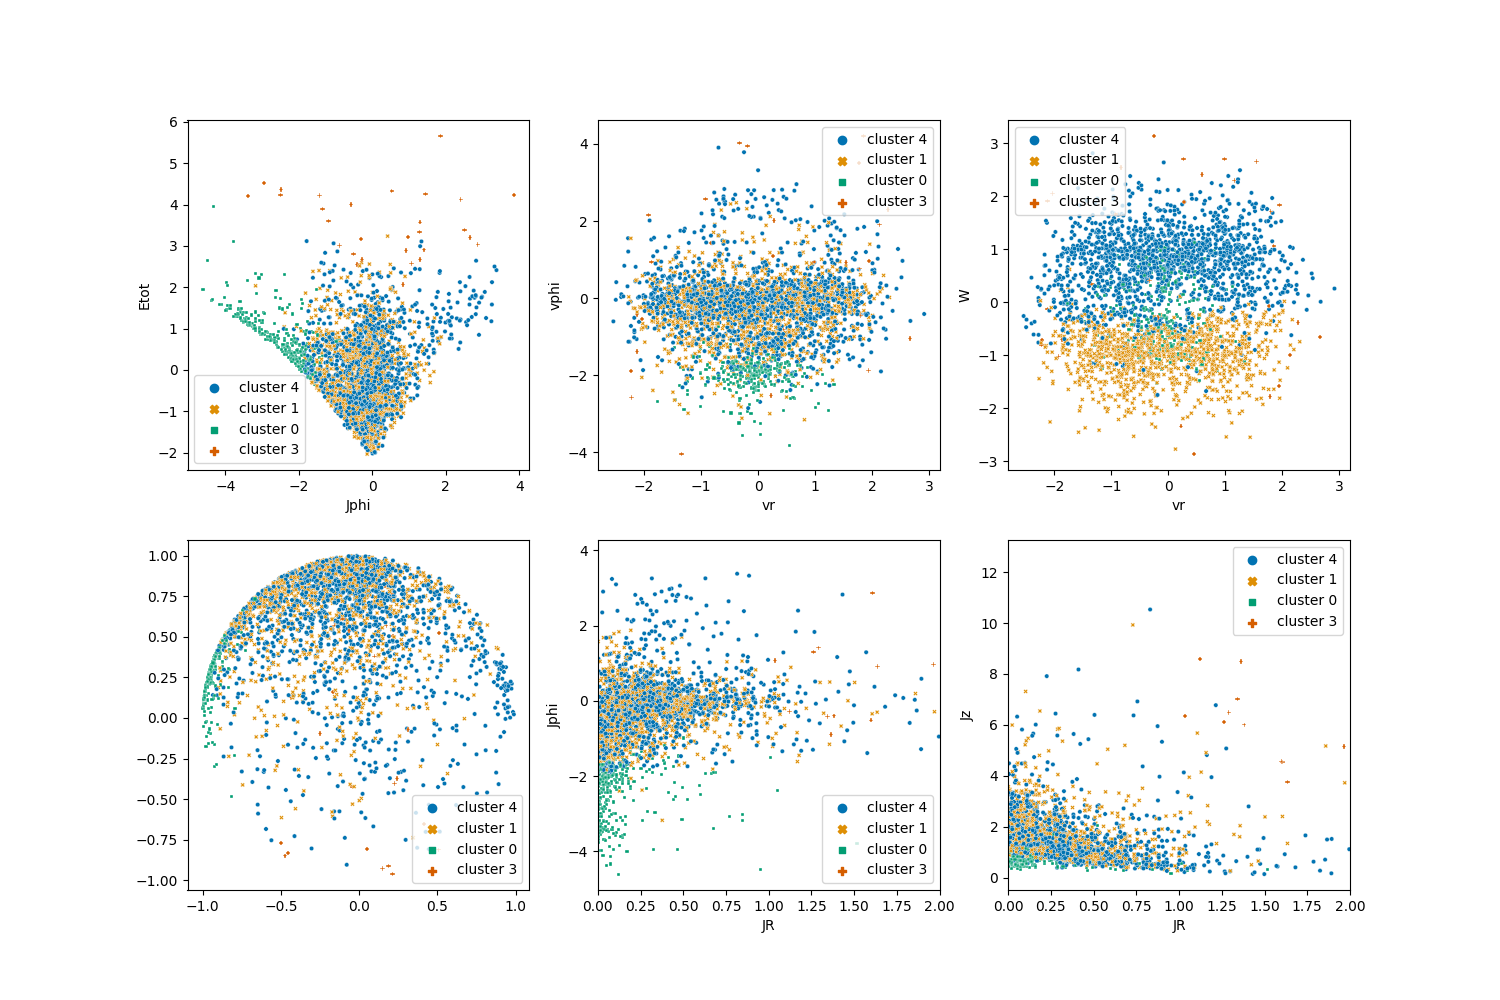 6
5
4
3
2
1
0
−1
−2
Etot
−4
−2
0
2
4
Jphi
cluster 4
cluster 1
cluster 0
cluster 3
4
2
0
−2
−4
vphi
−2
−1
0
1
2
3
vr
cluster 4
cluster 1
cluster 0
cluster 3
3
2
1
0
−1
−2
−3
W
−2
−1
0
1
2
3
vr
cluster 4
cluster 1
cluster 0
cluster 3
1.00
0.75
0.50
0.25
0.00
−0.25
−0.50
−0.75
−1.00
−1.0
−0.5
0.0
0.5
1.0
cluster 4
cluster 1
cluster 0
cluster 3
4
2
0
−2
−4
Jphi
0.00
0.25
0.50
0.75
1.00
1.25
1.50
1.75
2.00
JR
cluster 4
cluster 1
cluster 0
cluster 3
12
10
8
6
4
2
0
Jz
0.00
0.25
0.50
0.75
1.00
1.25
1.50
1.75
2.00
JR
cluster 4
cluster 1
cluster 0
cluster 3